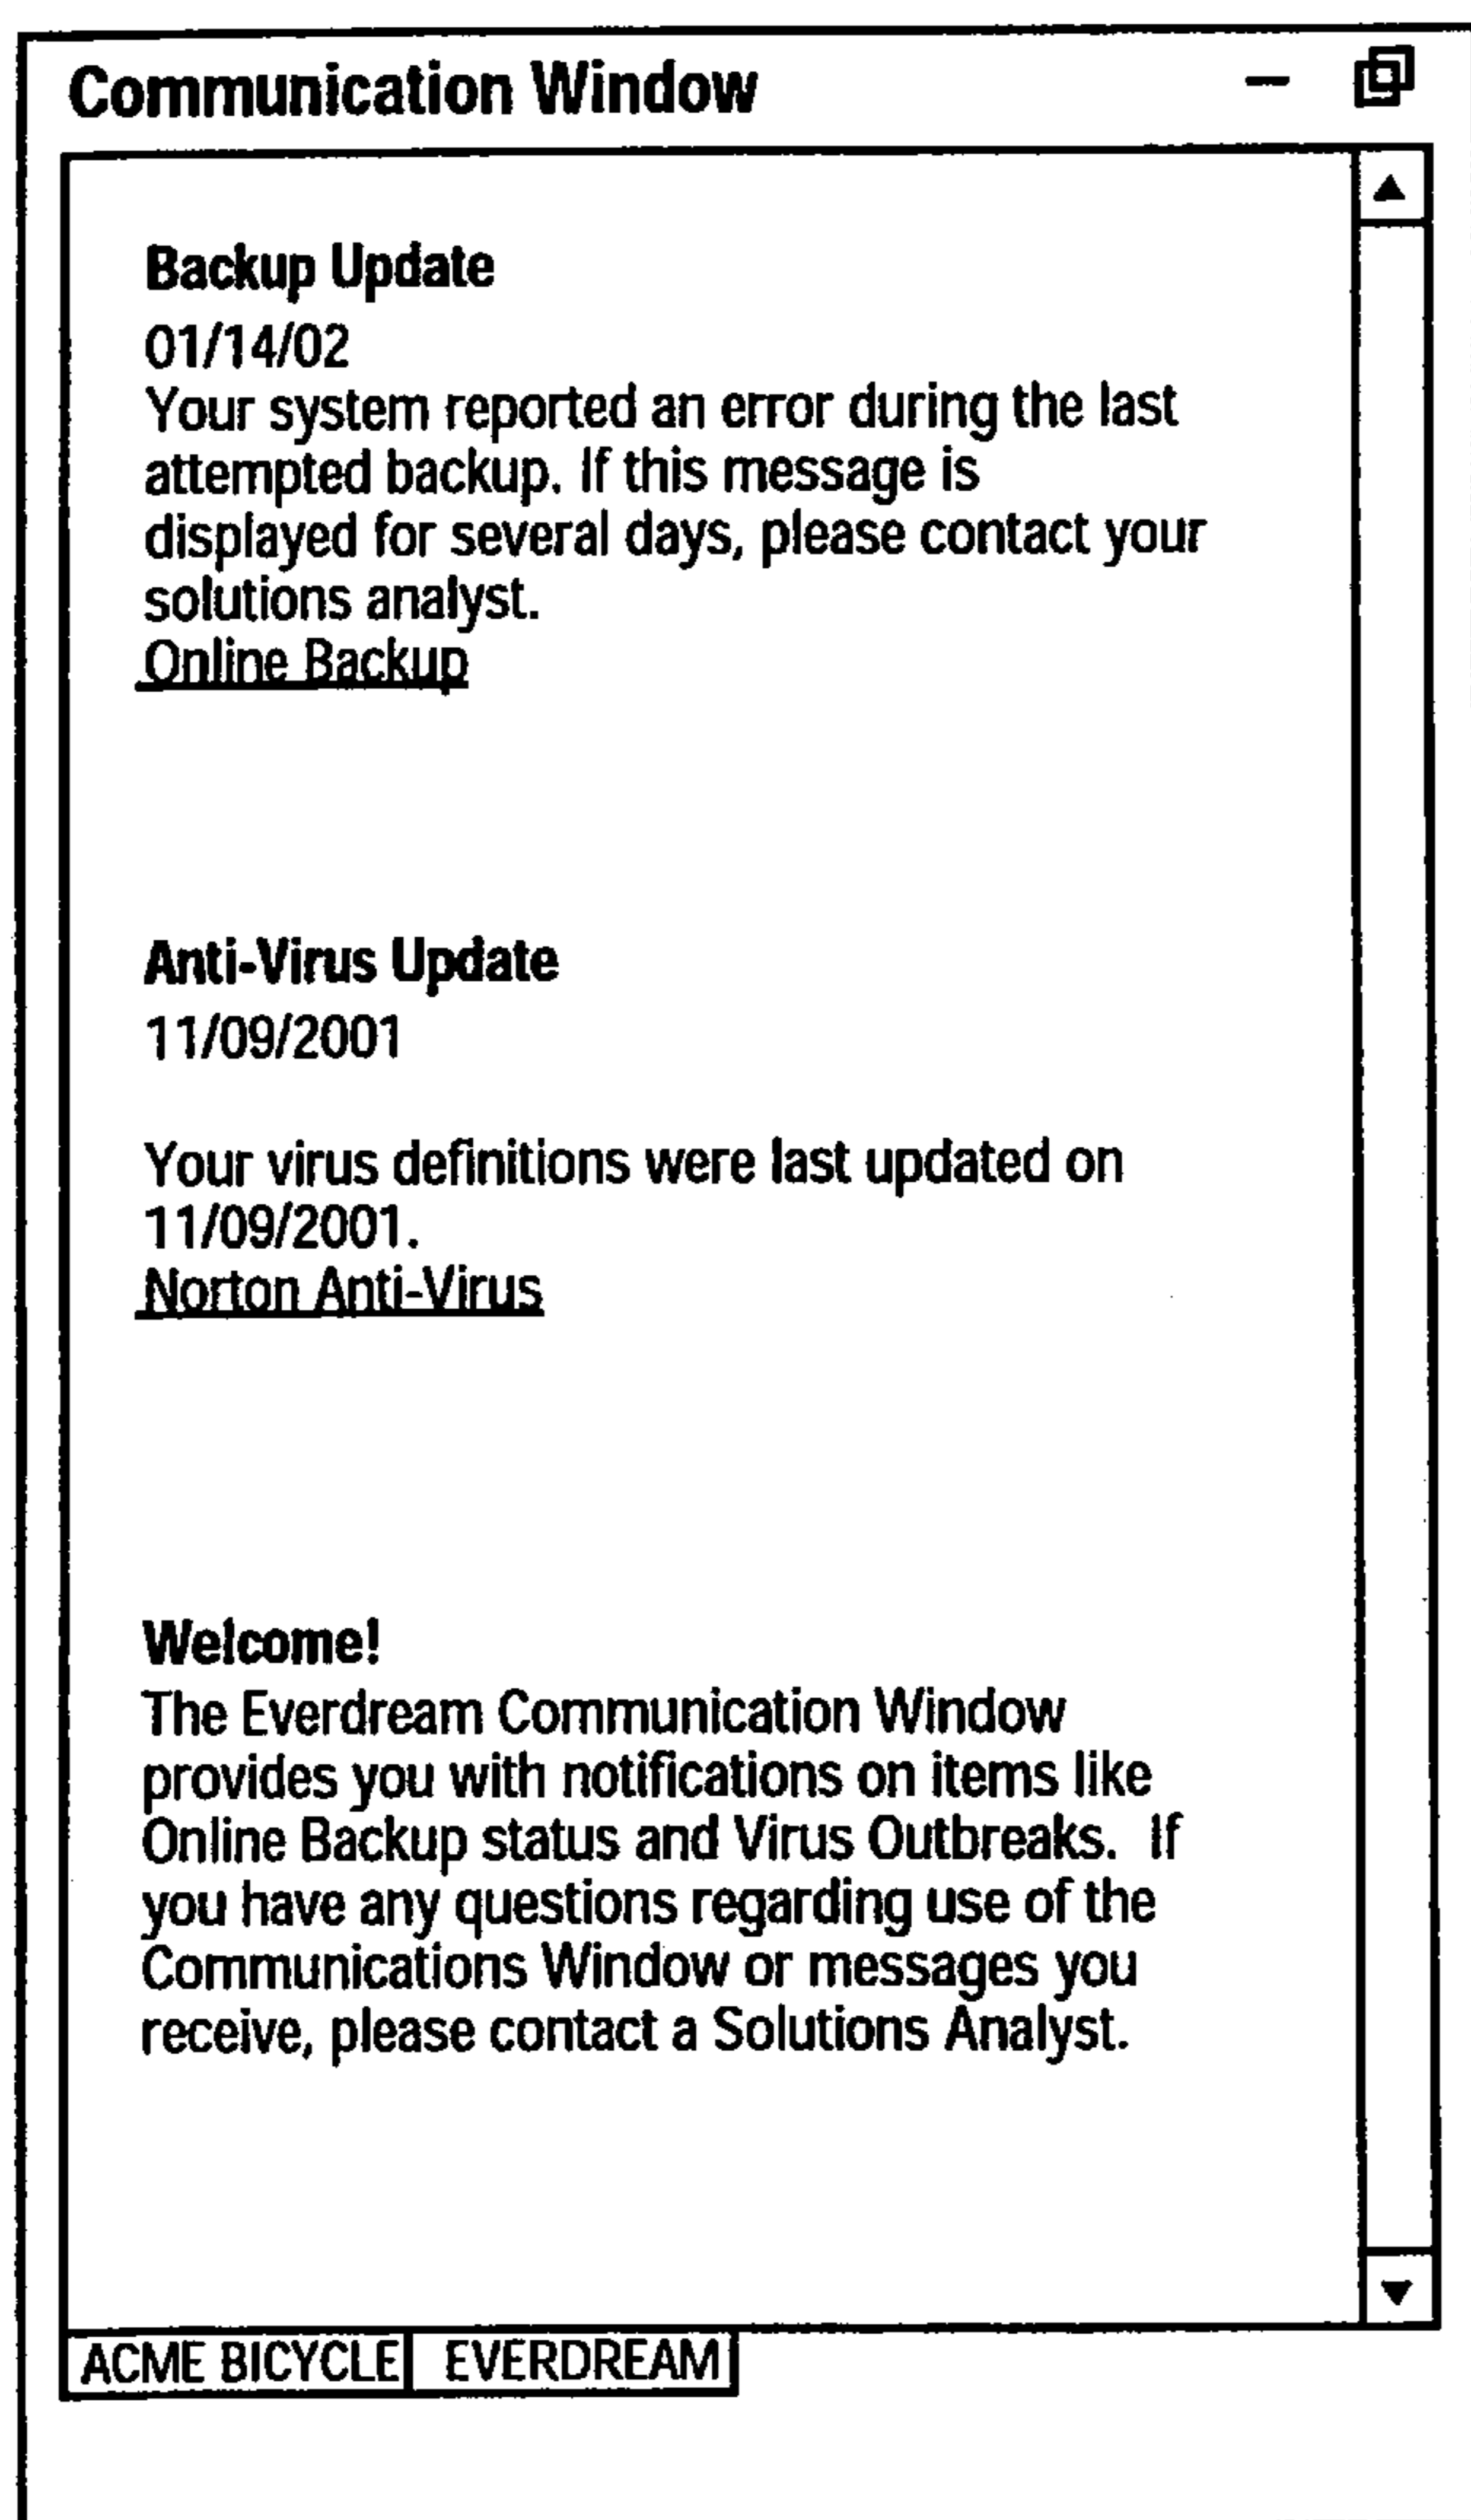 Communication Window
Backup Update
01/14/02
Your system reported an error during the last
attempted backup. If this message is
displayed for several days, please contact your
solutions analyst.
Online Backup
Anti-Virus Update
11/09/2001
Your virus definitions were last updated on
11/09/2001.
Norton Anti-Virus
Welcome!
The Everdream Communication Window
provides you with notifications on items like
Online Backup status and Virus Outbreaks.  If
you have any questions regarding use of the
Communications Window or messages you
receive, please contact a Solutions Analyst.
ACME BICYCLE EVERDREAM